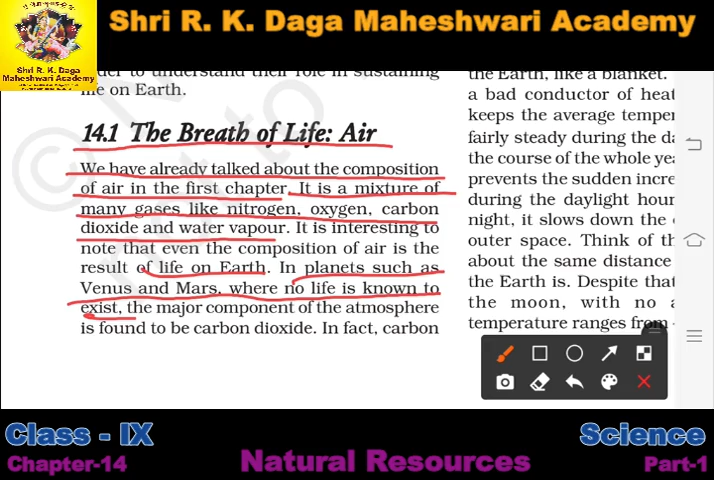 Shri R. K. Daga Maheshwari Academy
Shri R. K. Daga
Maheshwari Academy
order to understand their role in sustaining
life on Earth.
14.1 The Breath of Life: Air
We have already talked about the composition
of air in the first chapter. It is a mixture of
many gases like nitrogen, oxygen, carbon
dioxide and water vapour. It is interesting to
note that even the composition of air is the
result of life on Earth. In planets such as
Venus and Mars, where no life is known to
exist, the major component of the atmosphere
is found to be carbon dioxide. In fact, carbon
the Earth, like a blanket.
a bad conductor of heat
keeps the average temper
fairly steady during the da
the course of the whole yea
prevents the sudden incre
during the daylight hour
night, it slows down the
outer space. Think of th
about the same distance
the Earth is. Despite that
the moon, with no a
temperature ranges from
Class - IX
Science
Chapter-14
Natural Resources
Part-1